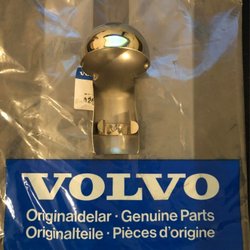 VOLVO
Originaldelar · Genuine Parts
Originalteile · Pièces d'origine